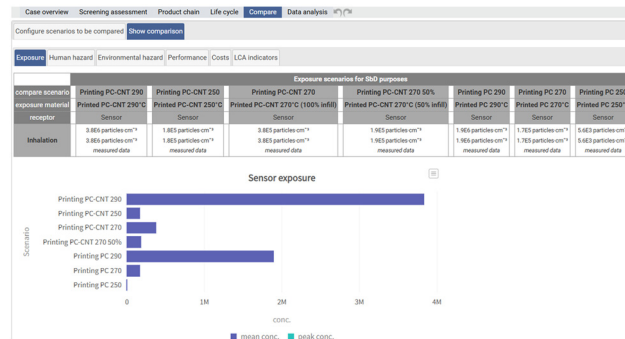 Case overview Screening assessment Product chain Life cycle Compare Data analysis
Configure scenarios to be compared Show comparison
Exposure Human hazard Environmental hazard Performance Costs LCA indicators
Exposure scenarios for SbD purposes
compare scenario Printing PC-CNT 290 Printing PC-CNT 250 Printing PC-CNT 270 Printing PC-CNT 270 50% Printing PC 290 Printing PC 270 Printing PC 250
exposure material Printed PC-CNT 290°C Printed PC-CNT 250°C Printed PC-CNT 270°C (100% infill) Printed PC-CNT 270°C (50% infill) Printed PC 290°C Printed PC 270°C Printed PC 250°
receptor Sensor Sensor Sensor Sensor Sensor Sensor Sensor
Inhalation
3.8E6 particles·cm^-3 1.8E5 particles·cm^-3 3.8E5 particles·cm^-3 1.9E5 particles·cm^-3 1.9E6 particles·cm^-3 1.7E5 particles·cm^-3 5.6E3 particles·cm
3.8E6 particles·cm^-3 1.8E5 particles·cm^-3 3.8E5 particles·cm^-3 1.9E5 particles·cm^-3 1.9E6 particles·cm^-3 1.7E5 particles·cm^-3 5.6E3 particles·cm
measured data measured data measured data measured data measured data measured data measured data
Sensor exposure
Scenario
Printing PC-CNT 290
Printing PC-CNT 250
Printing PC-CNT 270
Printing PC-CNT 270 50%
Printing PC 290
Printing PC 270
Printing PC 250
0 1M 2M 3M 4M
conc.
mean conc. peak conc.